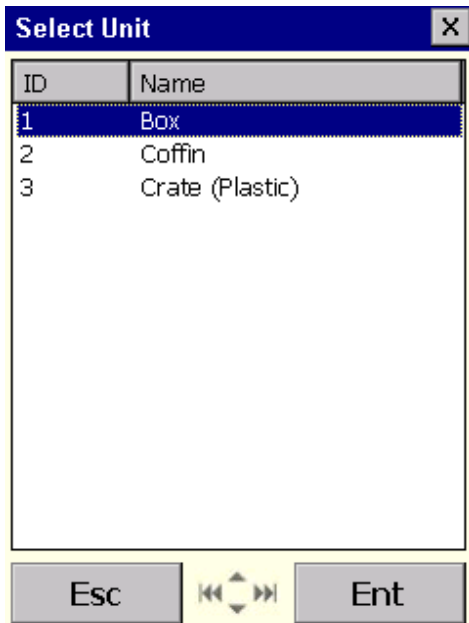 Select Unit
ID Name
1 Box
2 Coffin
3 Crate (Plastic)
Esc Ent